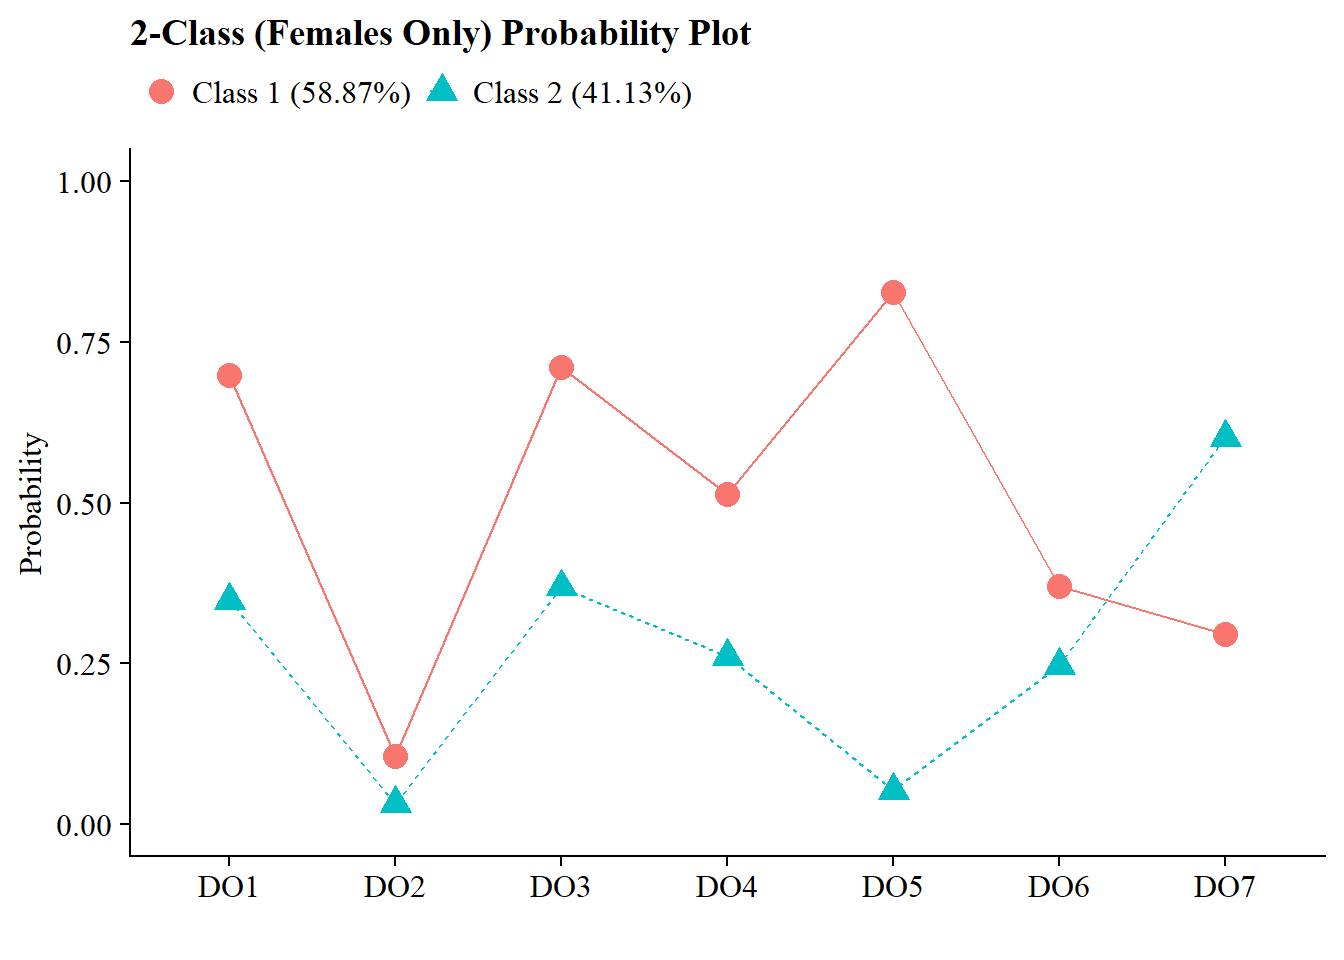 2-Class (Females Only) Probability Plot
Class 1 (58.87%) Class 2 (41.13%)
1.00
0.75
0.50
0.25
0.00
Probability
DO1 DO2 DO3 DO4 DO5 DO6 DO7